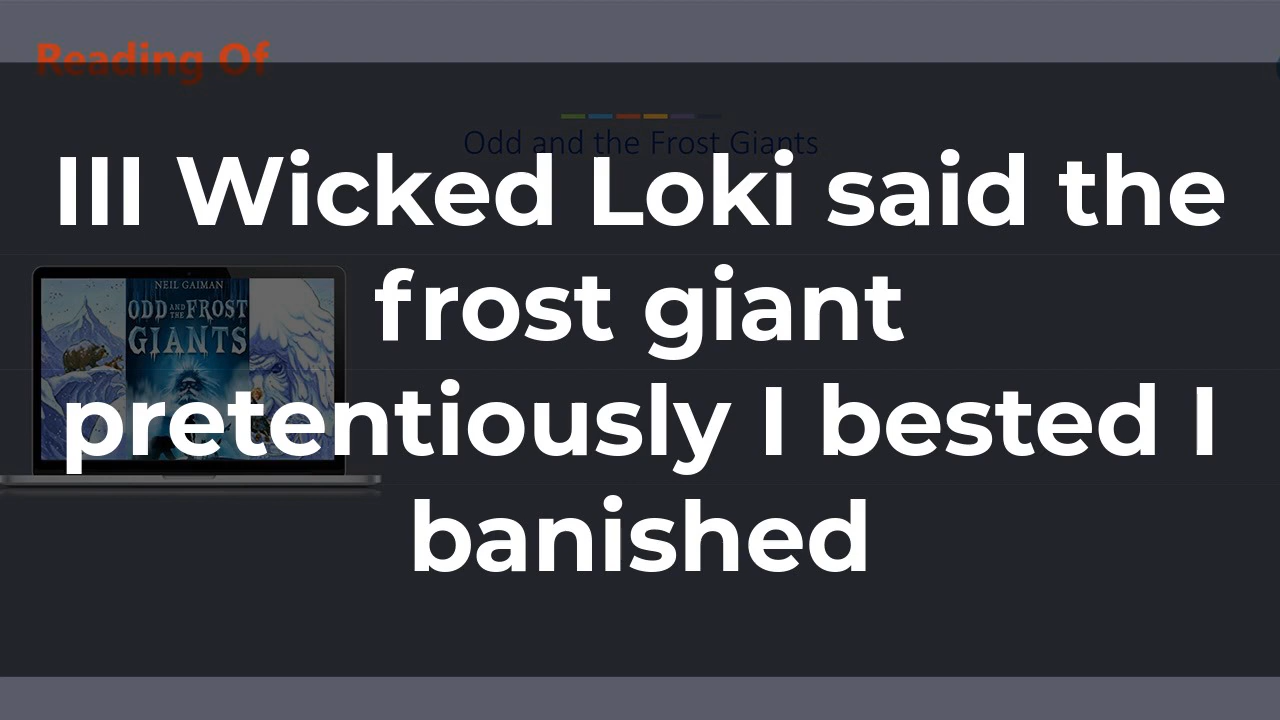 Reading Of
Odd and the Frost Giants
III Wicked Loki said the
frost giant
pretentiously I bested I
banished
NEIL GAIMAN
ODD AND THE FROST
GIANTS